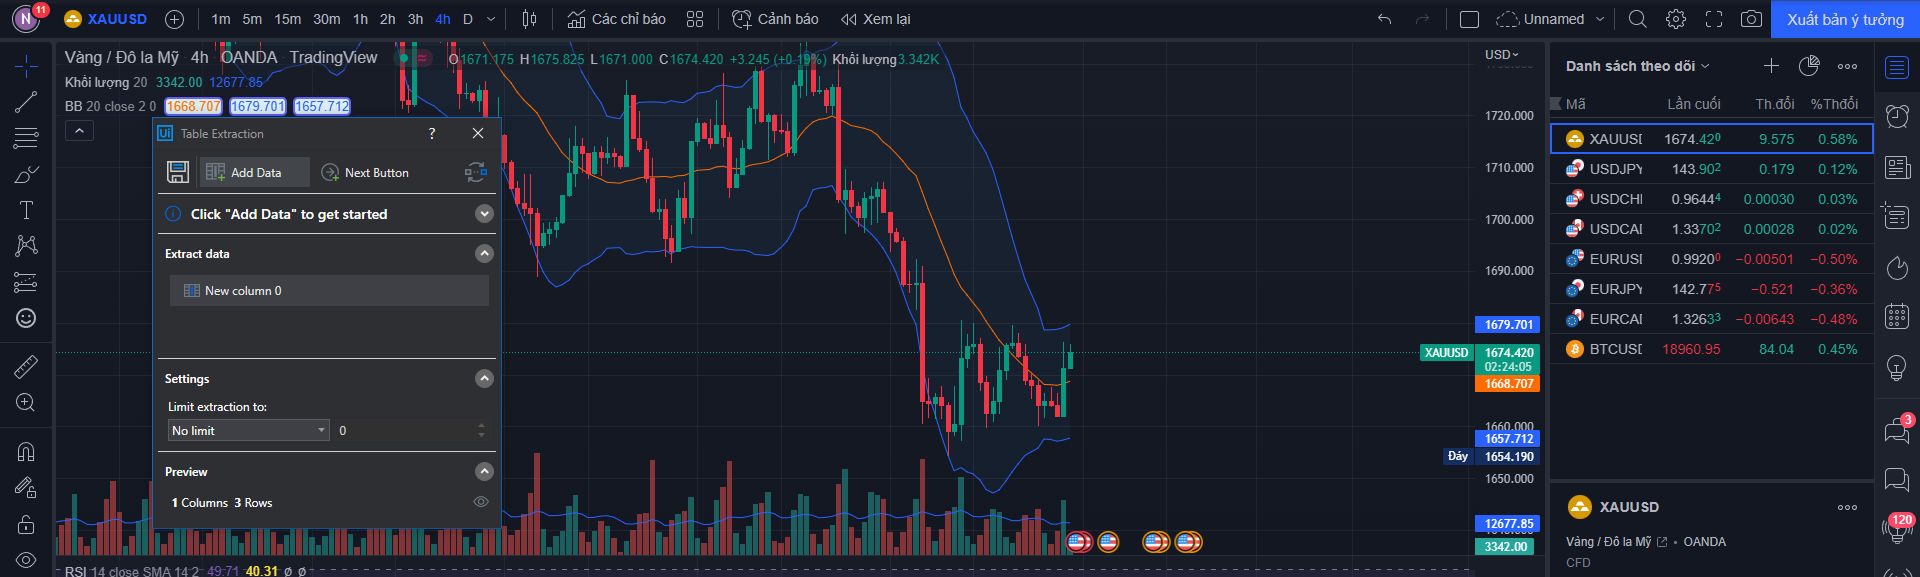 N 11 XAUUSD 1m 5m 15m 30m 1h 2h 3h 4h D Các chỉ báo Cảnh báo Xem lại Unnamed Xuất bản ý tưởng
Vàng / Đô la Mỹ 4h OANDA TradingView O1671.175 H1675.825 L1671.000 C1674.420 +3.245 (+0.19%) Khối lượng3.342K
Khối lượng 20 3342.00 12677.85
BB 20 close 2 0 1668.707 1679.701 1657.712
Ui Table Extraction ?
Add Data Next Button
Click "Add Data" to get started
Extract data
New column 0
Settings
Limit extraction to:
No limit 0
Preview
1 Columns 3 Rows
RSI 14 close SMA 14 2 49.71 40.31 ø ø
USD
1720.000
1710.000
1700.000
1690.000
1679.701
XAUUSD 1674.420
02:24:05
1668.707
1660.000
1657.712
Đáy 1654.190
1650.000
12677.85
3342.00
Danh sách theo dõi
Mã Lần cuối Th.đổi %Thđổi
XAUUSD 1674.420 9.575 0.58%
USDJPY 143.902 0.179 0.12%
USDCHF 0.96444 0.00030 0.03%
USDCAD 1.33702 0.00028 0.02%
EURUSD 0.99200 −0.00501 −0.50%
EURJPY 142.775 −0.521 −0.36%
EURCAD 1.32633 −0.00643 −0.48%
BTCUSD 18960.95 84.04 0.45%
XAUUSD
Vàng / Đô la Mỹ • OANDA
CFD
3
120